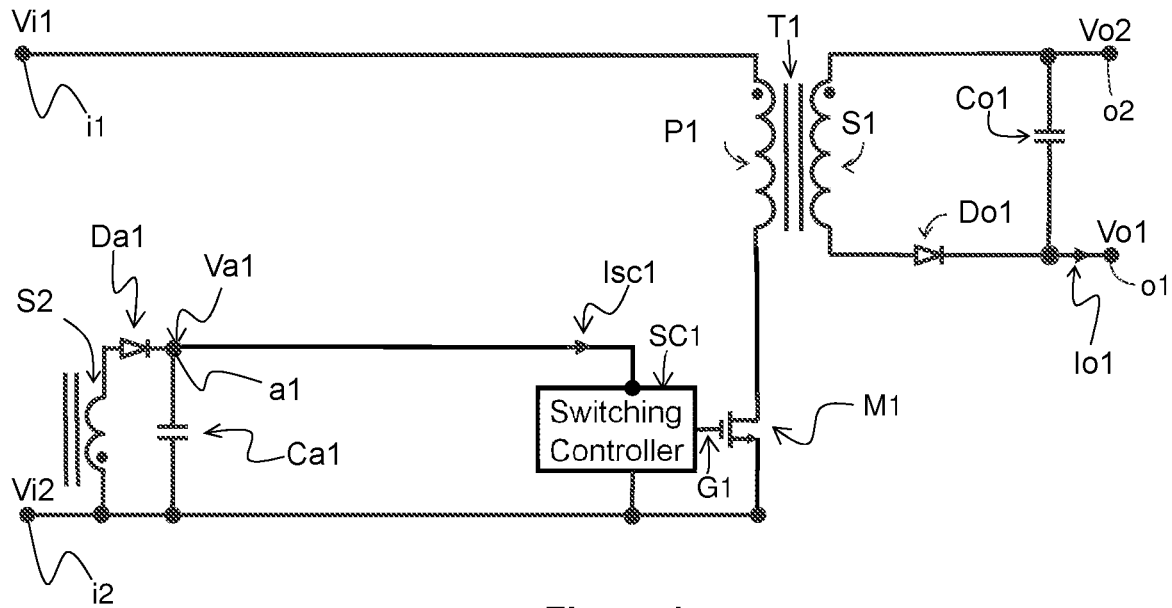 Vi1
i1
T1
P1
S1
Vo2
o2
Co1
Do1
Vo1
o1
Io1
Da1
Va1
S2
a1
Ca1
Isc1
SC1
Switching
Controller
G1
M1
Vi2
i2